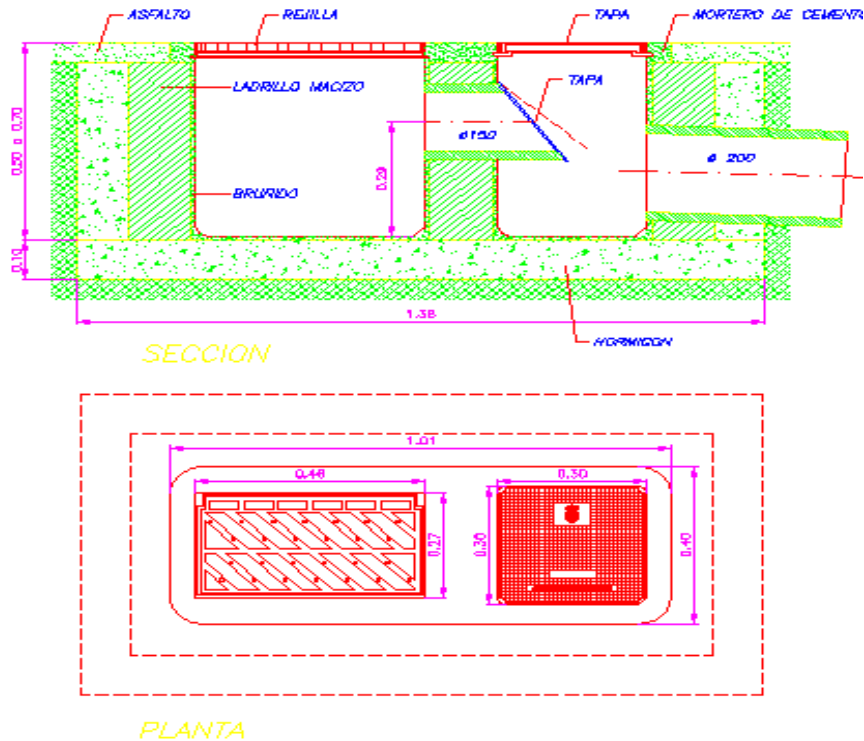 ASFALTO
REJILLA
TAPA
MORTERO DE CEMENTO
LADRILLO MACIZO
TAPA
ø150
ø 200
0.50 a 0.70
0.29
BRUÑIDO
0.10
1.38
HORMIGON
SECCION
1.01
0.46
0.30
0.27
0.30
0.40
PLANTA